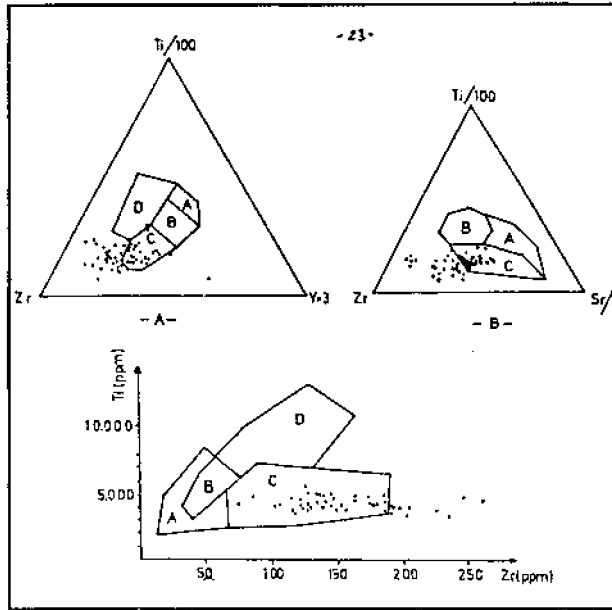 -23-
Ti/100
D
A
B
C
Zr
Y.3
-A-
Ti/100
B
A
C
C
Zr
Sr/
-B-
Ti(ppm)
10.000
5,000
D
C
B
A
50
100
150
200
250
Zr(ppm)